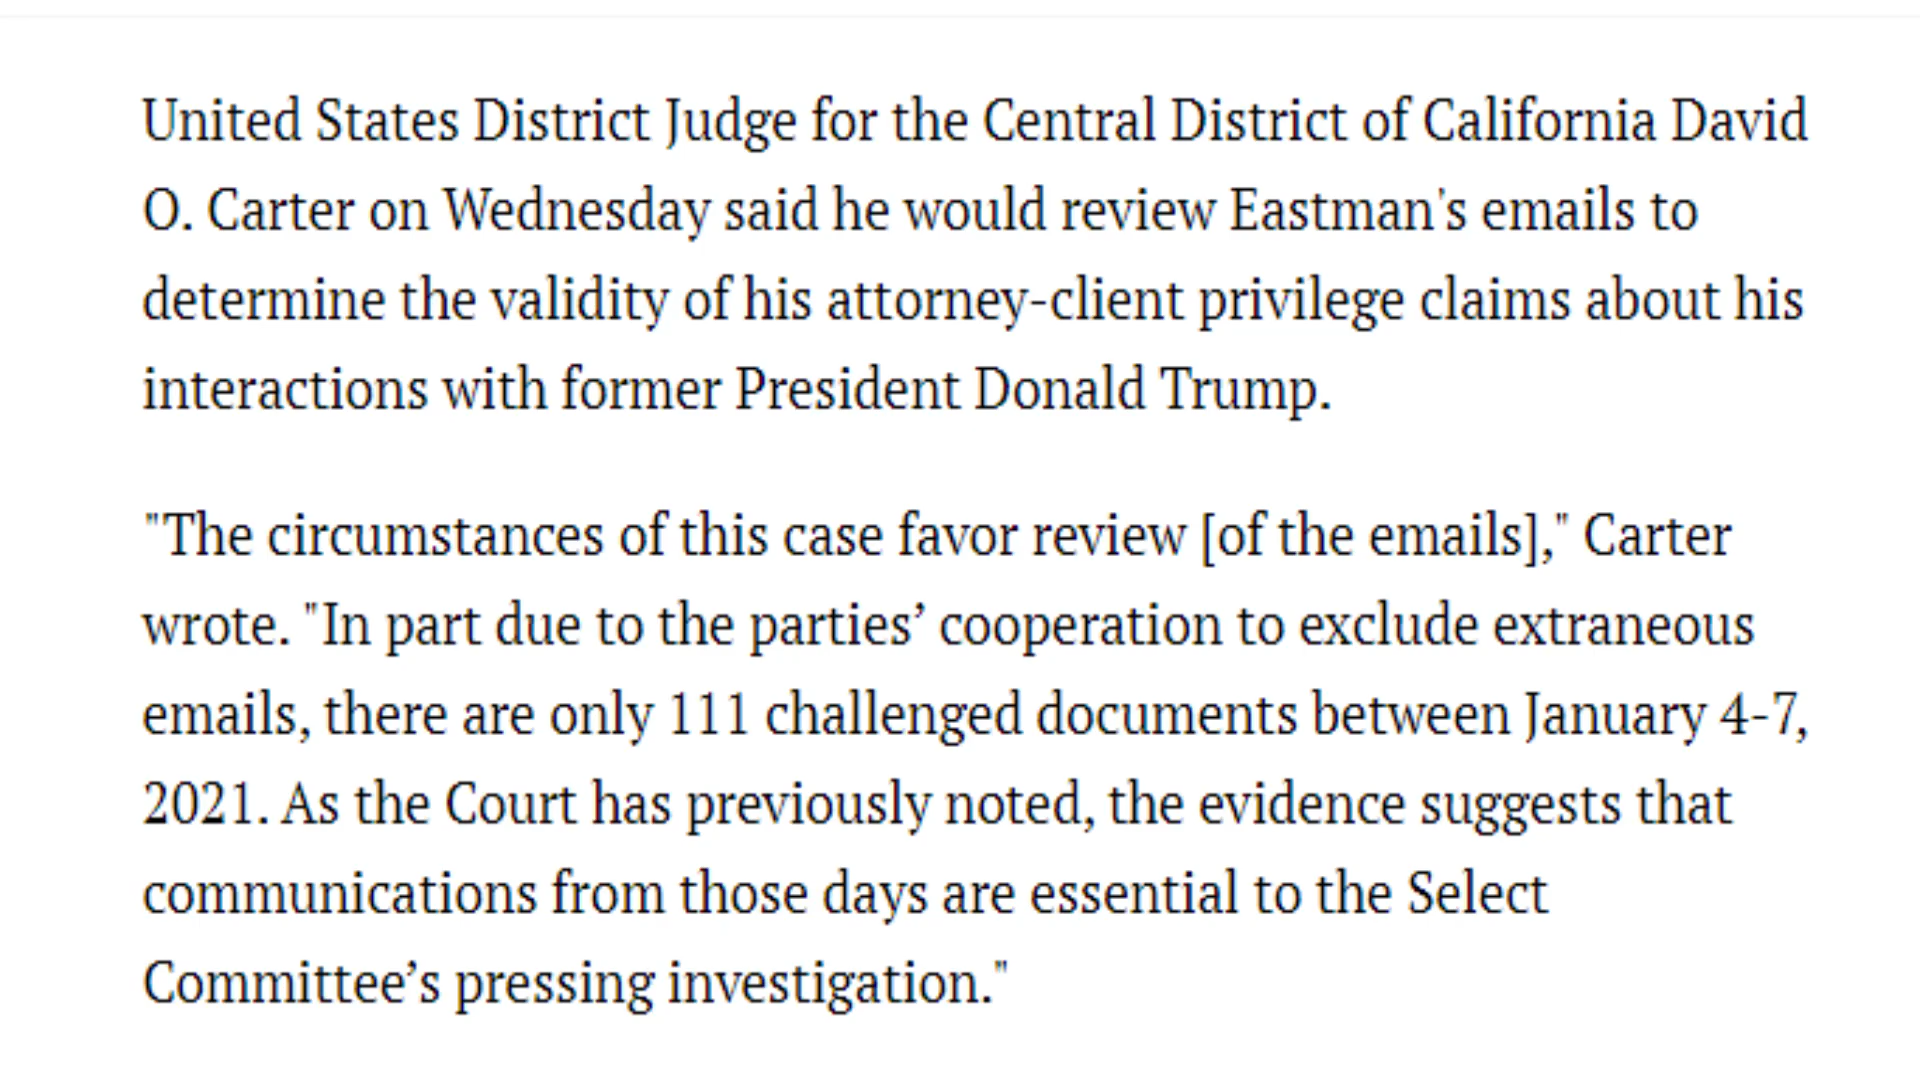 United States District Judge for the Central District of California David
O. Carter on Wednesday said he would review Eastman's emails to
determine the validity of his attorney-client privilege claims about his
interactions with former President Donald Trump.
"The circumstances of this case favor review [of the emails]," Carter
wrote. "In part due to the parties’ cooperation to exclude extraneous
emails, there are only 111 challenged documents between January 4-7,
2021. As the Court has previously noted, the evidence suggests that
communications from those days are essential to the Select
Committee’s pressing investigation."